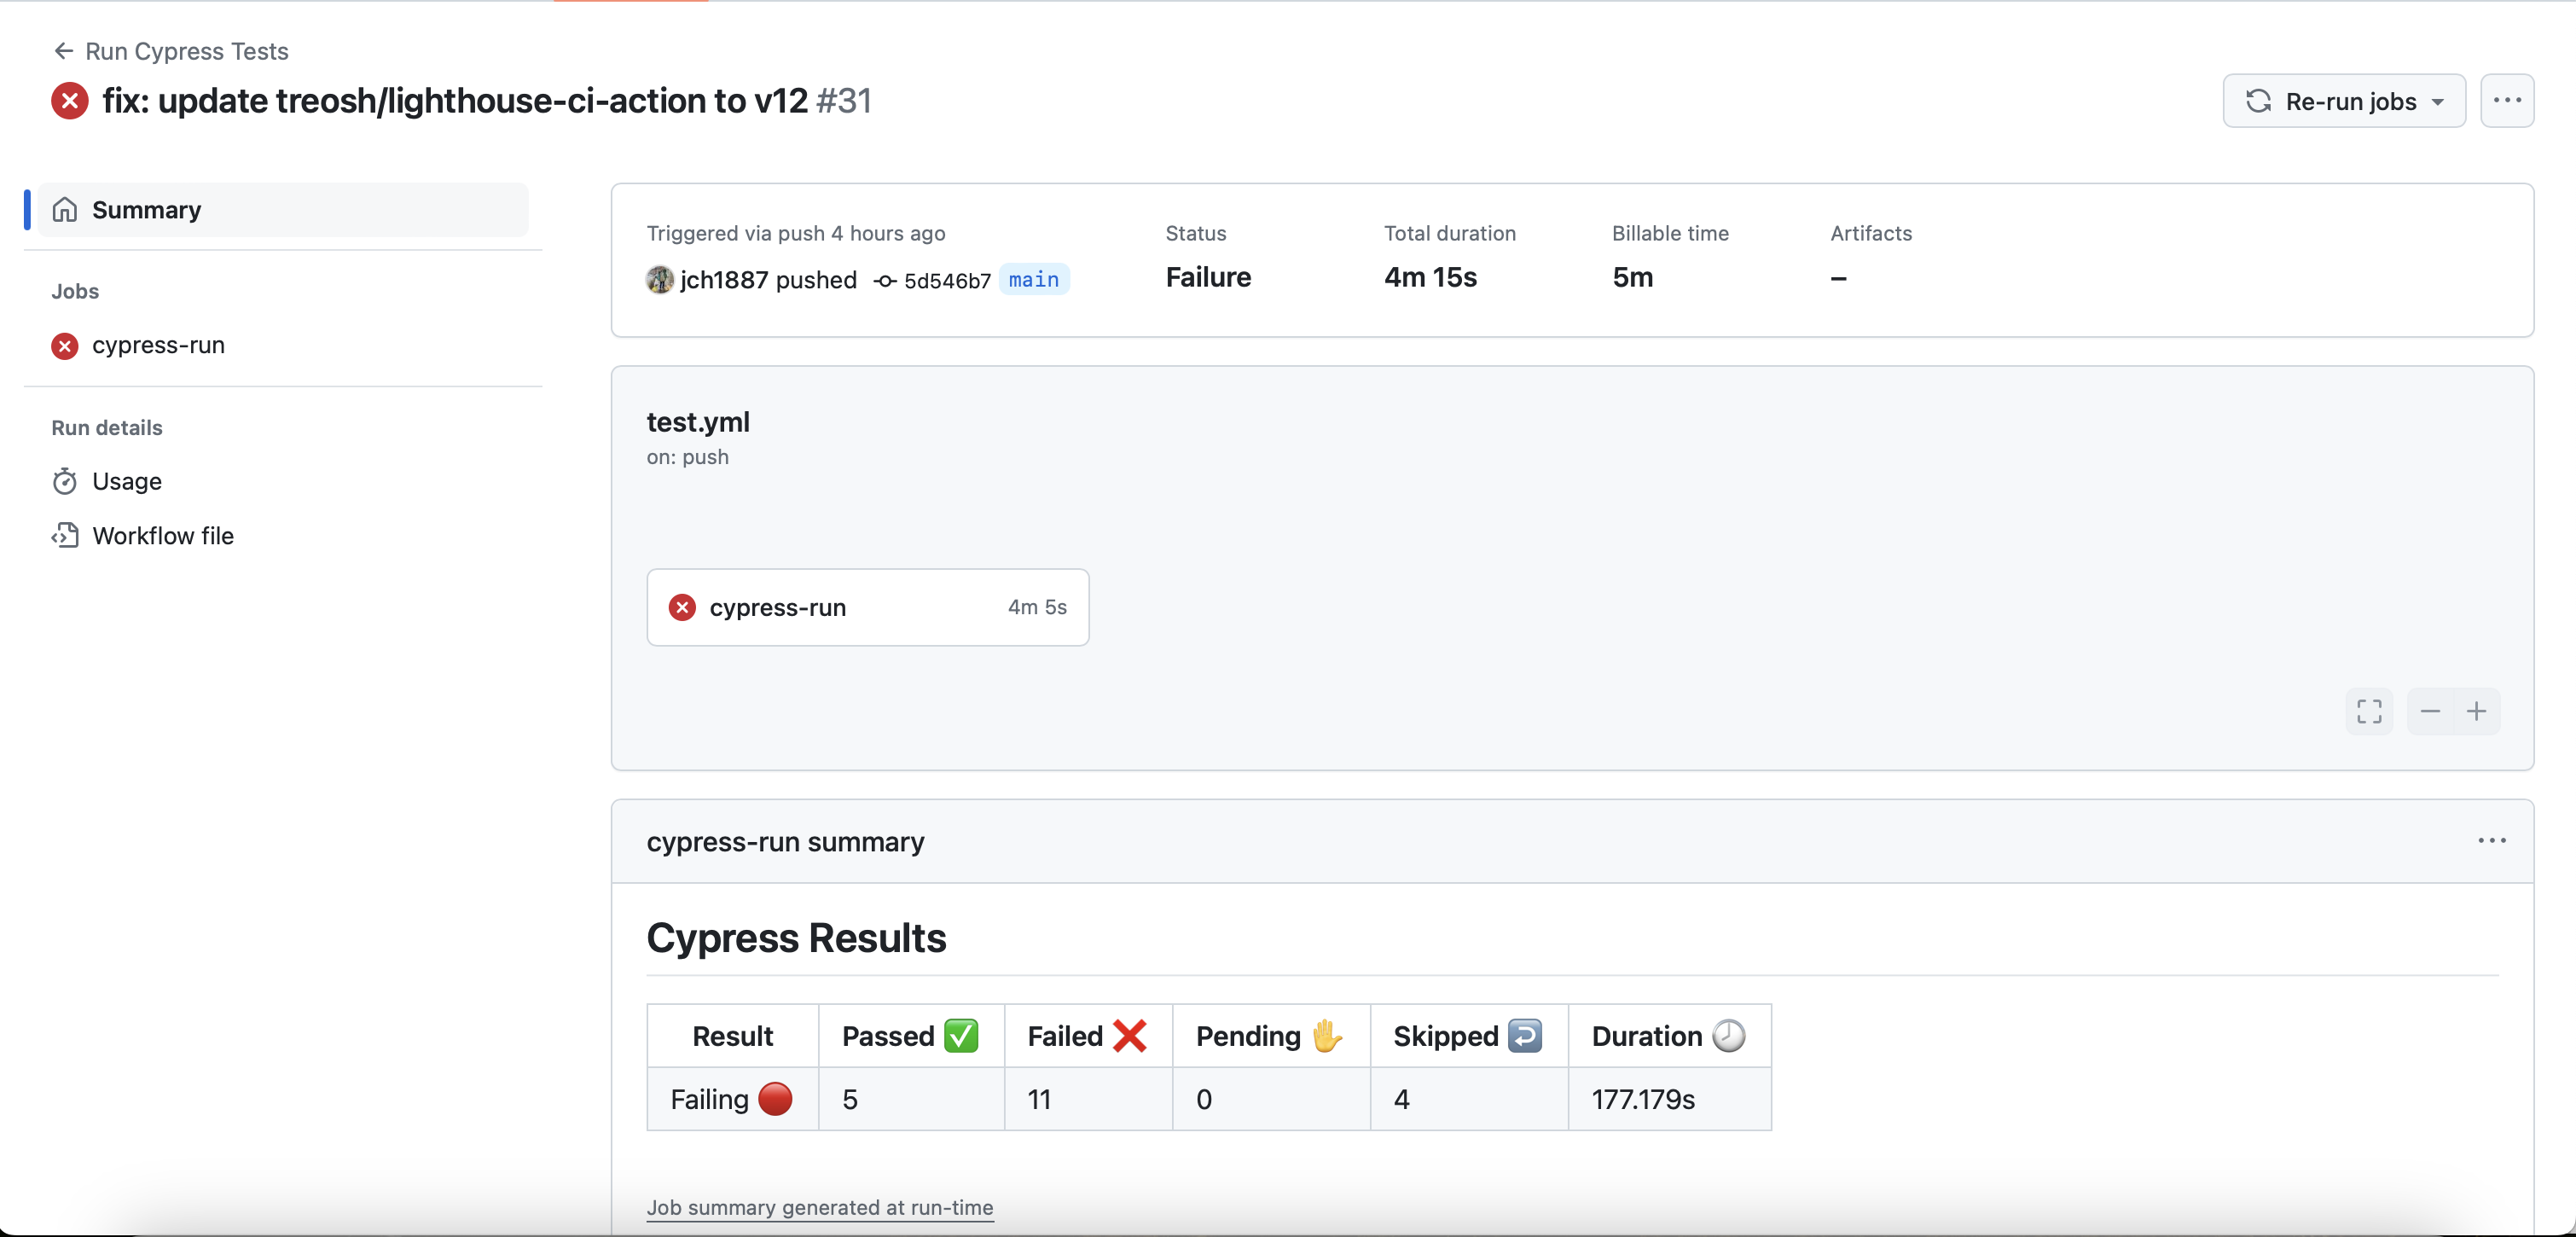 Run Cypress Tests
fix: update treosh/lighthouse-ci-action to v12 #31
Re-run jobs
Summary
Jobs
cypress-run
Run details
Usage
Workflow file
Triggered via push 4 hours ago
jch1887 pushed 5d546b7 main
Status
Failure
Total duration
4m 15s
Billable time
5m
Artifacts
–
test.yml
on: push
cypress-run 4m 5s
cypress-run summary
Cypress Results
Result Passed ✅ Failed ❌ Pending ✋ Skipped ↩️ Duration 🕗
Failing 🔴 5 11 0 4 177.179s
Job summary generated at run-time